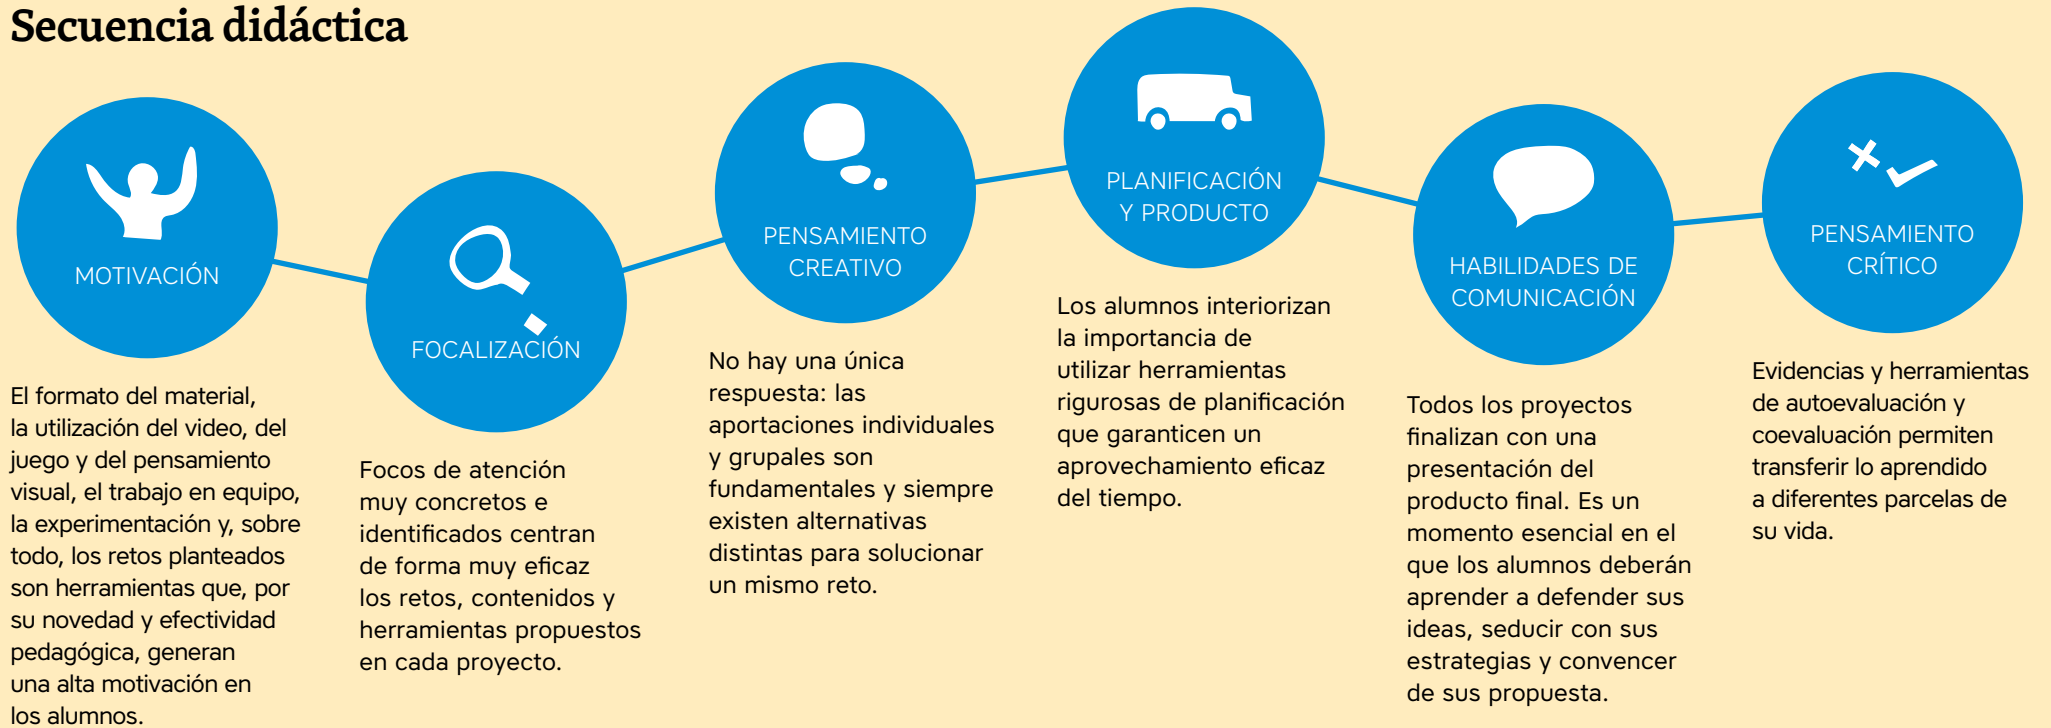 Secuencia didáctica
MOTIVACIÓN
El formato del material,
la utilización del video, del
juego y del pensamiento
visual, el trabajo en equipo,
la experimentación y, sobre
todo, los retos planteados
son herramientas que, por
su novedad y efectividad
pedagógica, generan
una alta motivación en
los alumnos.
FOCALIZACIÓN
Focos de atención
muy concretos e
identificados centran
de forma muy eficaz
los retos, contenidos y
herramientas propuestos
en cada proyecto.
PENSAMIENTO
CREATIVO
No hay una única
respuesta: las
aportaciones individuales
y grupales son
fundamentales y siempre
existen alternativas
distintas para solucionar
un mismo reto.
PLANIFICACIÓN
Y PRODUCTO
Los alumnos interiorizan
la importancia de
utilizar herramientas
rigurosas de planificación
que garanticen un
aprovechamiento eficaz
del tiempo.
HABILIDADES DE
COMUNICACIÓN
Todos los proyectos
finalizan con una
presentación del
producto final. Es un
momento esencial en el
que los alumnos deberán
aprender a defender sus
ideas, seducir con sus
estrategias y convencer
de sus propuesta.
PENSAMIENTO
CRÍTICO
Evidencias y herramientas
de autoevaluación y
coevaluación permiten
transferir lo aprendido
a diferentes parcelas de
su vida.